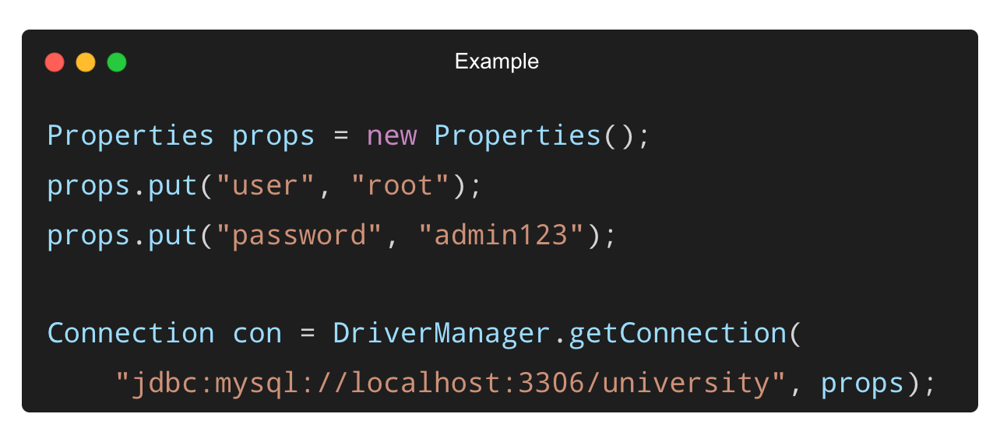 Example
Properties props = new Properties();
props.put("user", "root");
props.put("password", "admin123");
Connection con = DriverManager.getConnection(
    "jdbc:mysql://localhost:3306/university", props);